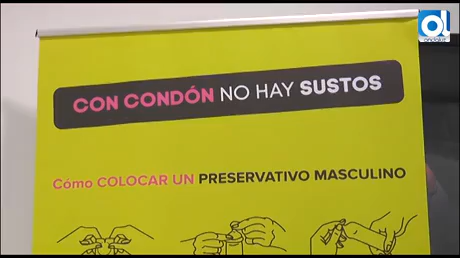 CON CONDÓN NO HAY SUSTOS
Cómo COLOCAR UN PRESERVATIVO MASCULINO